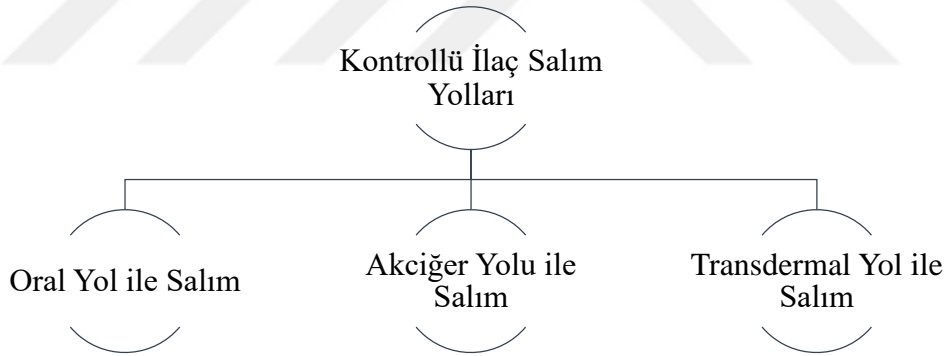 Kontrollü İlaç Salım
Yolları
Oral Yol ile Salım
Akciğer Yolu ile
Salım
Transdermal Yol ile
Salım